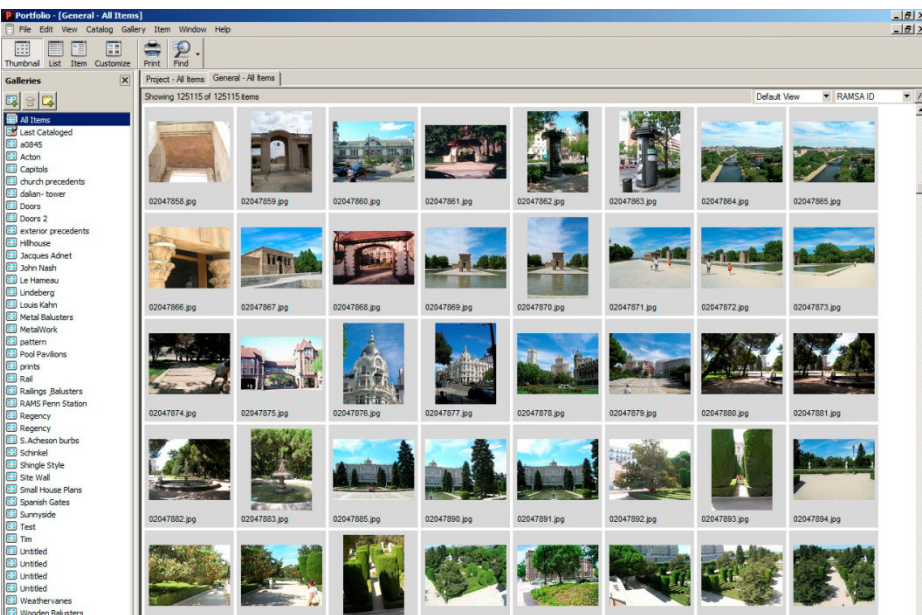 Portfolio - [General - All Items]
File Edit View Catalog Gallery Item Window Help
Thumbnail List Item Customize Print Find
Galleries
Project - All Items General - All Items
Showing 125115 of 125115 items Default View RAMSA ID
All Items
Last Cataloged
a0845
Acton
Capitols
church precedents
dalian- tower
Doors
Doors 2
exterior precedents
Hillhouse
Jacques Adnet
John Nash
Le Hameau
Lindeberg
Louis Kahn
Metal Balusters
MetalWork
pattern
Pool Pavilions
prints
Rail
Railings_Balusters
RAMS Penn Station
Regency
Regency
S.Acheson burbs
Schinkel
Shingle Style
Site Wall
Small House Plans
Spanish Gates
Sunnyside
Test
Tim
Untitled
Untitled
Untitled
Untitled
Weathervanes
Wooden Balusters
02047858.jpg 02047859.jpg 02047860.jpg 02047861.jpg 02047862.jpg 02047863.jpg 02047864.jpg 02047865.jpg
02047866.jpg 02047867.jpg 02047868.jpg 02047869.jpg 02047870.jpg 02047871.jpg 02047872.jpg 02047873.jpg
02047874.jpg 02047875.jpg 02047876.jpg 02047877.jpg 02047878.jpg 02047879.jpg 02047880.jpg 02047881.jpg
02047882.jpg 02047883.jpg 02047885.jpg 02047890.jpg 02047891.jpg 02047892.jpg 02047893.jpg 02047894.jpg